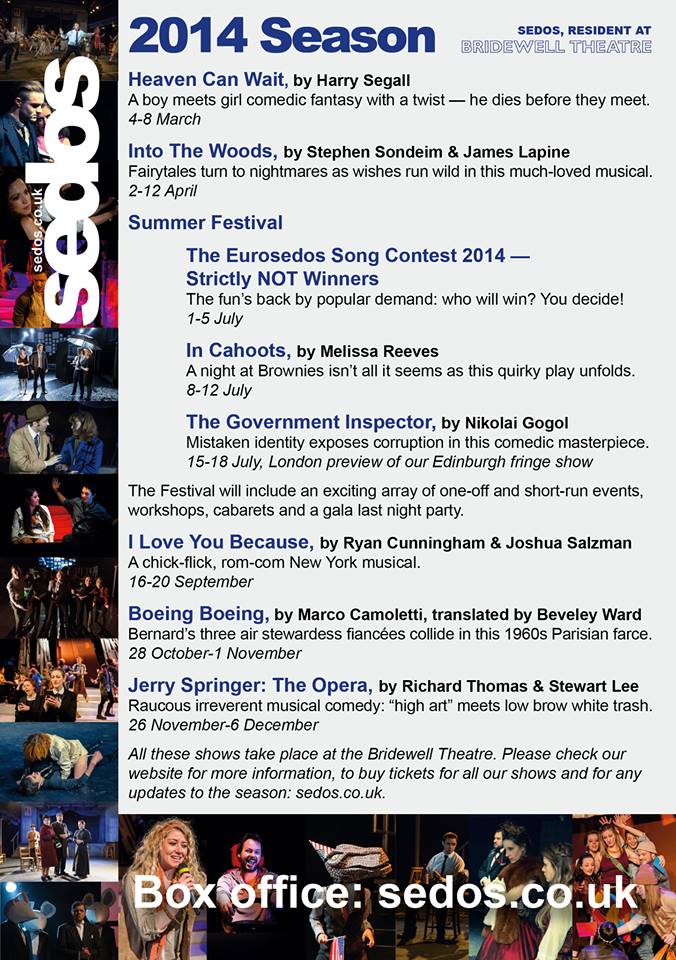 2014 Season
SEDOS, RESIDENT AT
BRIDEWELL THEATRE
sedos
sedos.co.uk
Heaven Can Wait, by Harry Segall
A boy meets girl comedic fantasy with a twist — he dies before they meet.
4-8 March
Into The Woods, by Stephen Sondeim & James Lapine
Fairytales turn to nightmares as wishes run wild in this much-loved musical.
2-12 April
Summer Festival
The Eurosedos Song Contest 2014 —
Strictly NOT Winners
The fun's back by popular demand: who will win? You decide!
1-5 July
In Cahoots, by Melissa Reeves
A night at Brownies isn't all it seems as this quirky play unfolds.
8-12 July
The Government Inspector, by Nikolai Gogol
Mistaken identity exposes corruption in this comedic masterpiece.
15-18 July, London preview of our Edinburgh fringe show
The Festival will include an exciting array of one-off and short-run events,
workshops, cabarets and a gala last night party.
I Love You Because, by Ryan Cunningham & Joshua Salzman
A chick-flick, rom-com New York musical.
16-20 September
Boeing Boeing, by Marco Camoletti, translated by Beveley Ward
Bernard's three air stewardess fiancées collide in this 1960s Parisian farce.
28 October-1 November
Jerry Springer: The Opera, by Richard Thomas & Stewart Lee
Raucous irreverent musical comedy: “high art” meets low brow white trash.
26 November-6 December
All these shows take place at the Bridewell Theatre. Please check our
website for more information, to buy tickets for all our shows and for any
updates to the season: sedos.co.uk.
Box office: sedos.co.uk